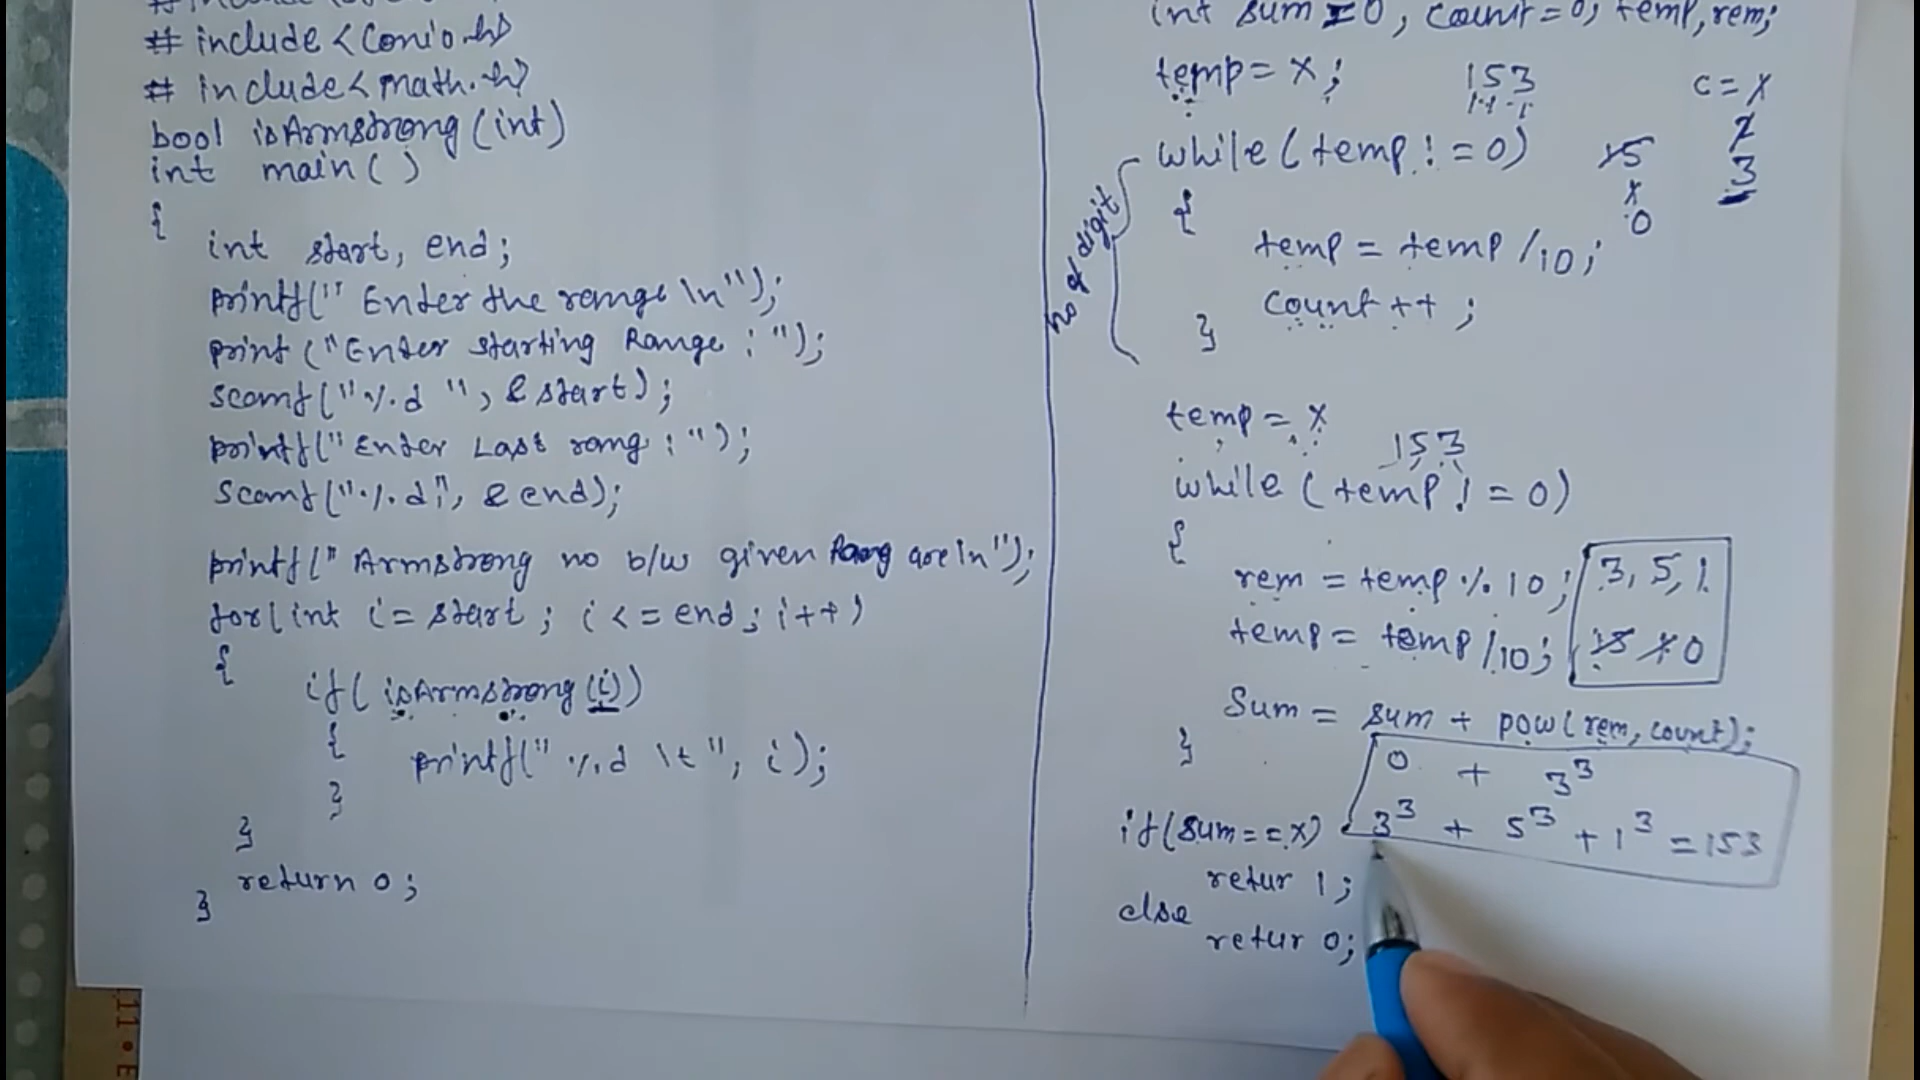 # include <conio.h>
# include < math.h>
bool isArmstrong (int)
int main ( )
{
int start, end;
printf(" Enter the range \n");
print ("Enter starting Range : ");
scanf("%d ", & start);
printf(" Enter Last rang : ");
scanf("%d", & end);
printf(" Armstrong no b/w given Rang are \n");
for(int i = start ; i < = end ; i++)
{
if( isArmstrong (i))
{
printf(" %d \t ", i);
}
}
return 0 ;
}
int sum = 0, count = 0, temp, rem;
temp = x ;
153
c = 1
2
3
no of digit
while ( temp ! = 0)
15
1
0
{
temp = temp /10;
count ++ ;
}
temp = x
153
while ( temp ! = 0)
{
rem = temp % 10 ;
3, 5, 1
temp = temp /10;
15 1 0
Sum = sum + pow( rem, count);
}
0 + 3³
if (sum = = x)
3³ + 5³ + 1³ = 153
retur 1 ;
else
retur 0;
11 • E